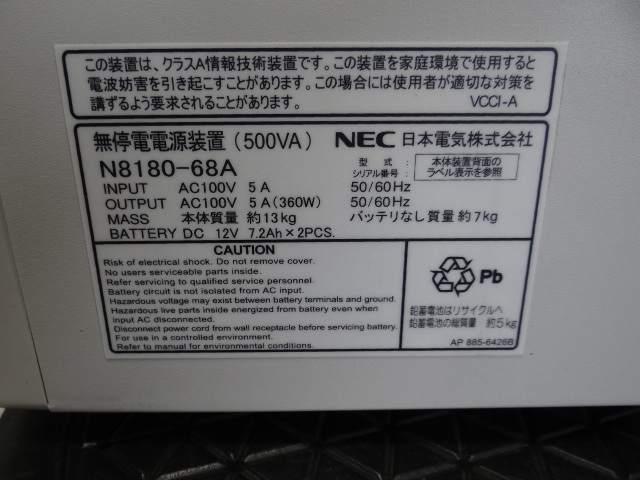 この装置は、クラスA情報技術装置です。この装置を家庭環境で使用すると
電波妨害を引き起こすことがあります。この場合には使用者が適切な対策を
講ずるよう要求されることがあります。 VCCI-A
無停電電源装置(500VA) NEC 日本電気株式会社
N8180-68A 型式: 本体装置背面の
シリアル番号: ラベル表示を参照
INPUT AC100V 5A 50/60Hz
OUTPUT AC100V 5A(360W) 50/60Hz
MASS 本体質量 約13kg バッテリなし質量 約7kg
BATTERY DC 12V 7.2Ah×2PCS.
CAUTION
Risk of electrical shock. Do not remove cover.
No users serviceable parts inside.
Refer servicing to qualified service personnel.
Battery circuit is not isolated from AC input.
Hazardous voltage may exist between battery terminals and ground.
Hazardous live parts inside energized from battery even when
input AC disconnected.
Disconnect power cord from wall receptacle before servicing battery.
For use in a controlled environment.
Refer to manual for environmental conditions.
Pb
鉛蓄電池はリサイクルへ
鉛蓄電池の総質量 約5kg
AP 885-6426B